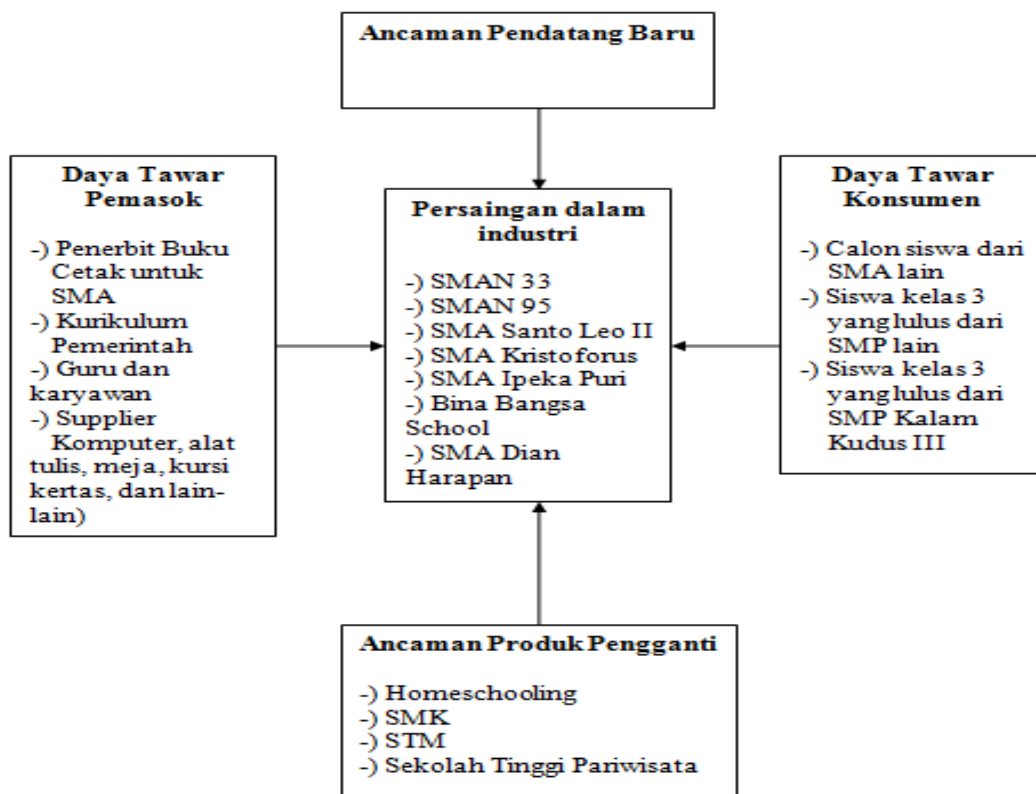 Ancaman Pendatang Baru
Daya Tawar
Pemasok
-) Penerbit Buku
Cetak untuk
SMA
-) Kurikulum
Pemerintah
-) Guru dan
karyawan
-) Supplier
Komputer, alat
tulis, meja, kursi
kertas, dan lain-
lain)
Persaingan dalam
industri
-) SMAN 33
-) SMAN 95
-) SMA Santo Leo II
-) SMA Kristoforus
-) SMA Ipeka Puri
-) Bina Bangsa
School
-) SMA Dian
Harapan
Daya Tawar
Konsumen
-) Calon siswa dari
SMA lain
-) Siswa kelas 3
yang lulus dari
SMP lain
-) Siswa kelas 3
yang lulus dari
SMP Kalam
Kudus III
Ancaman Produk Pengganti
-) Homeschooling
-) SMK
-) STM
-) Sekolah Tinggi Pariwisata